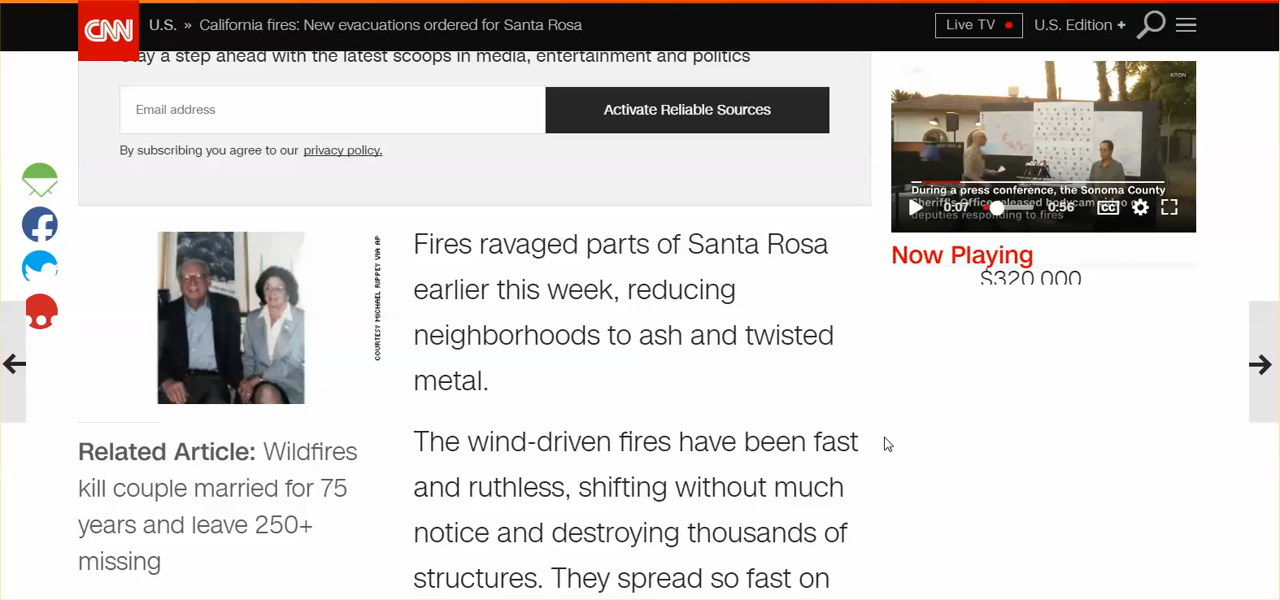 CNN
U.S. » California fires: New evacuations ordered for Santa Rosa
Live TV
U.S. Edition +
Stay a step ahead with the latest scoops in media, entertainment and politics
Email address
Activate Reliable Sources
By subscribing you agree to our privacy policy.
KRON
During a press conference, the Sonoma County
Sheriff's Office released bodycam video of
deputies responding to fires
0:07
0:56
CC
Now Playing
$320,000
COURTESY MICHAEL RIPPEY VIA AP
Fires ravaged parts of Santa Rosa
earlier this week, reducing
neighborhoods to ash and twisted
metal.
Related Article: Wildfires
kill couple married for 75
years and leave 250+
missing
The wind-driven fires have been fast
and ruthless, shifting without much
notice and destroying thousands of
structures. They spread so fast on